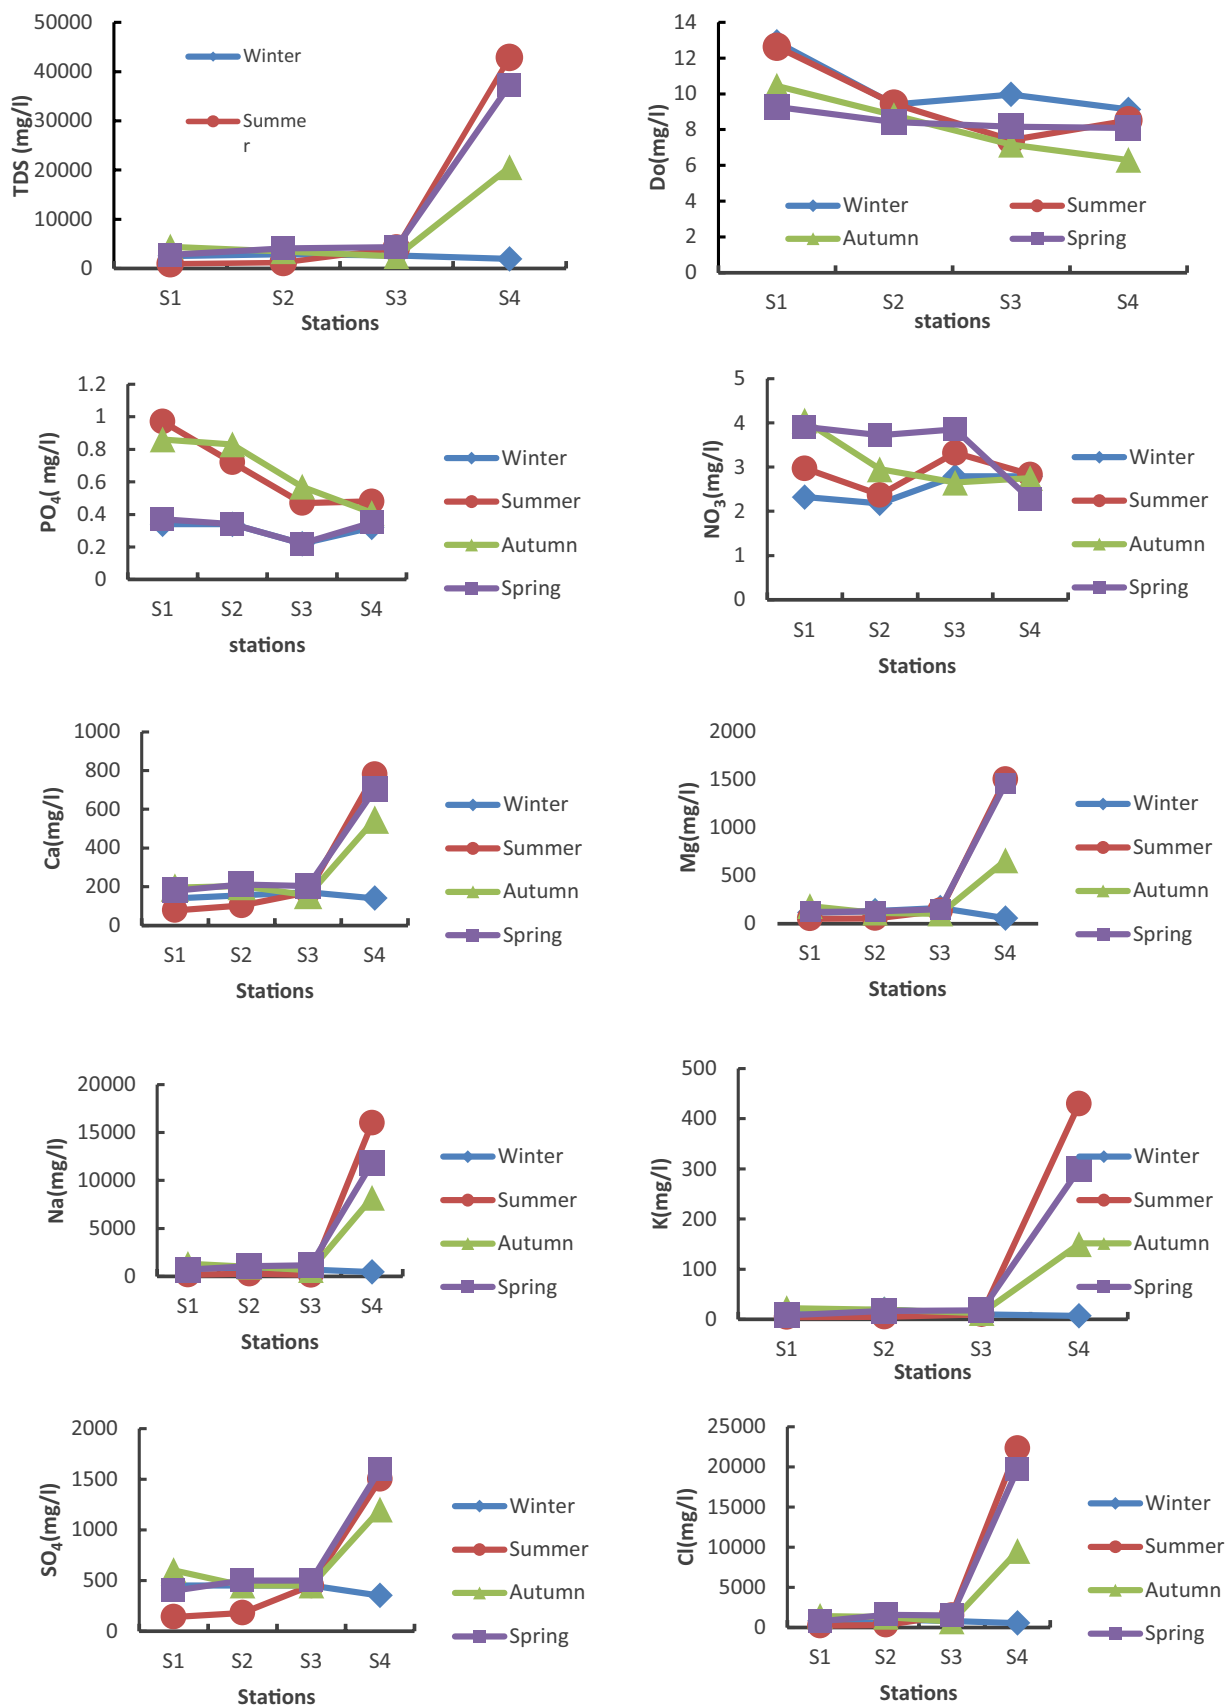 50000
40000
30000
20000
10000
0
TDS (mg/l)
Winter
Summe
r
S1 S2 S3 S4
Stations
14
12
10
8
6
4
2
0
Do(mg/l)
Winter Summer
Autumn Spring
S1 S2 S3 S4
stations
1.2
1
0.8
0.6
0.4
0.2
0
PO4( mg/l)
Winter
Summer
Autumn
Spring
S1 S2 S3 S4
stations
5
4
3
2
1
0
NO3(mg/l)
Winter
Summer
Autumn
Spring
S1 S2 S3 S4
Stations
1000
800
600
400
200
0
Ca(mg/l)
Winter
Summer
Autumn
Spring
S1 S2 S3 S4
Stations
2000
1500
1000
500
0
Mg(mg/l)
Winter
Summer
Autumn
Spring
S1 S2 S3 S4
Stations
20000
15000
10000
5000
0
Na(mg/l)
Winter
Summer
Autumn
Spring
S1 S2 S3 S4
Stations
500
400
300
200
100
0
K(mg/l)
Winter
Summer
Autumn
Spring
S1 S2 S3 S4
Stations
2000
1500
1000
500
0
SO4(mg/l)
Winter
Summer
Autumn
Spring
S1 S2 S3 S4
Stations
25000
20000
15000
10000
5000
0
Cl(mg/l)
Winter
Summer
Autumn
Spring
S1 S2 S3 S4
Stations